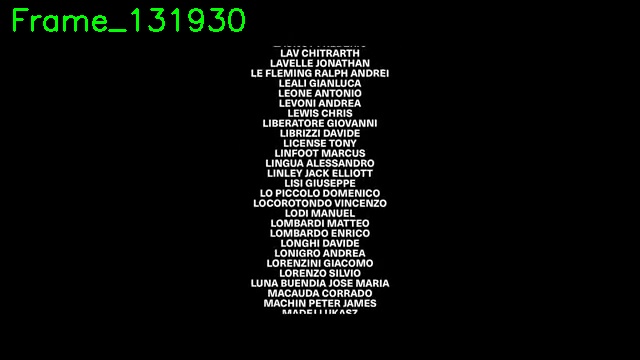 Frame_131930
LAV CHITRARTH
LAVELLE JONATHAN
LE FLEMING RALPH ANDREI
LEALI GIANLUCA
LEONE ANTONIO
LEVONI ANDREA
LEWIS CHRIS
LIBERATORE GIOVANNI
LIBRIZZI DAVIDE
LICENSE TONY
LINFOOT MARCUS
LINGUA ALESSANDRO
LINLEY JACK ELLIOTT
LISI GIUSEPPE
LO PICCOLO DOMENICO
LOCOROTONDO VINCENZO
LODI MANUEL
LOMBARDI MATTEO
LOMBARDO ENRICO
LONGHI DAVIDE
LONIGRO ANDREA
LORENZINI GIACOMO
LORENZO SILVIO
LUNA BUENDIA JOSE MARIA
MACAUDA CORRADO
MACHIN PETER JAMES